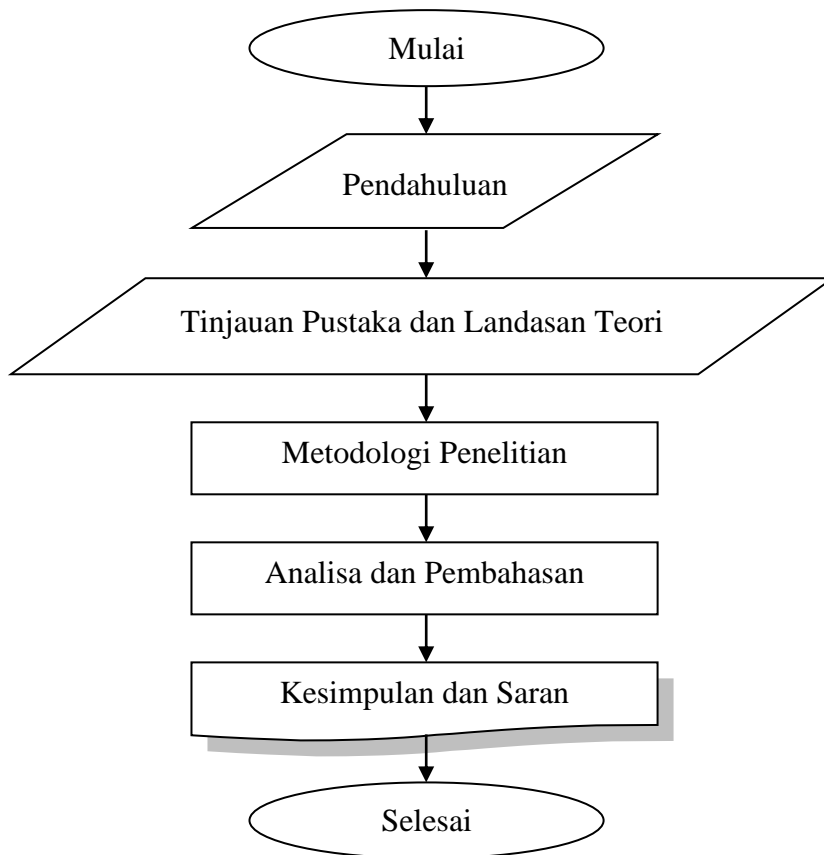 Mulai
Pendahuluan
Tinjauan Pustaka dan Landasan Teori
Metodologi Penelitian
Analisa dan Pembahasan
Kesimpulan dan Saran
Selesai